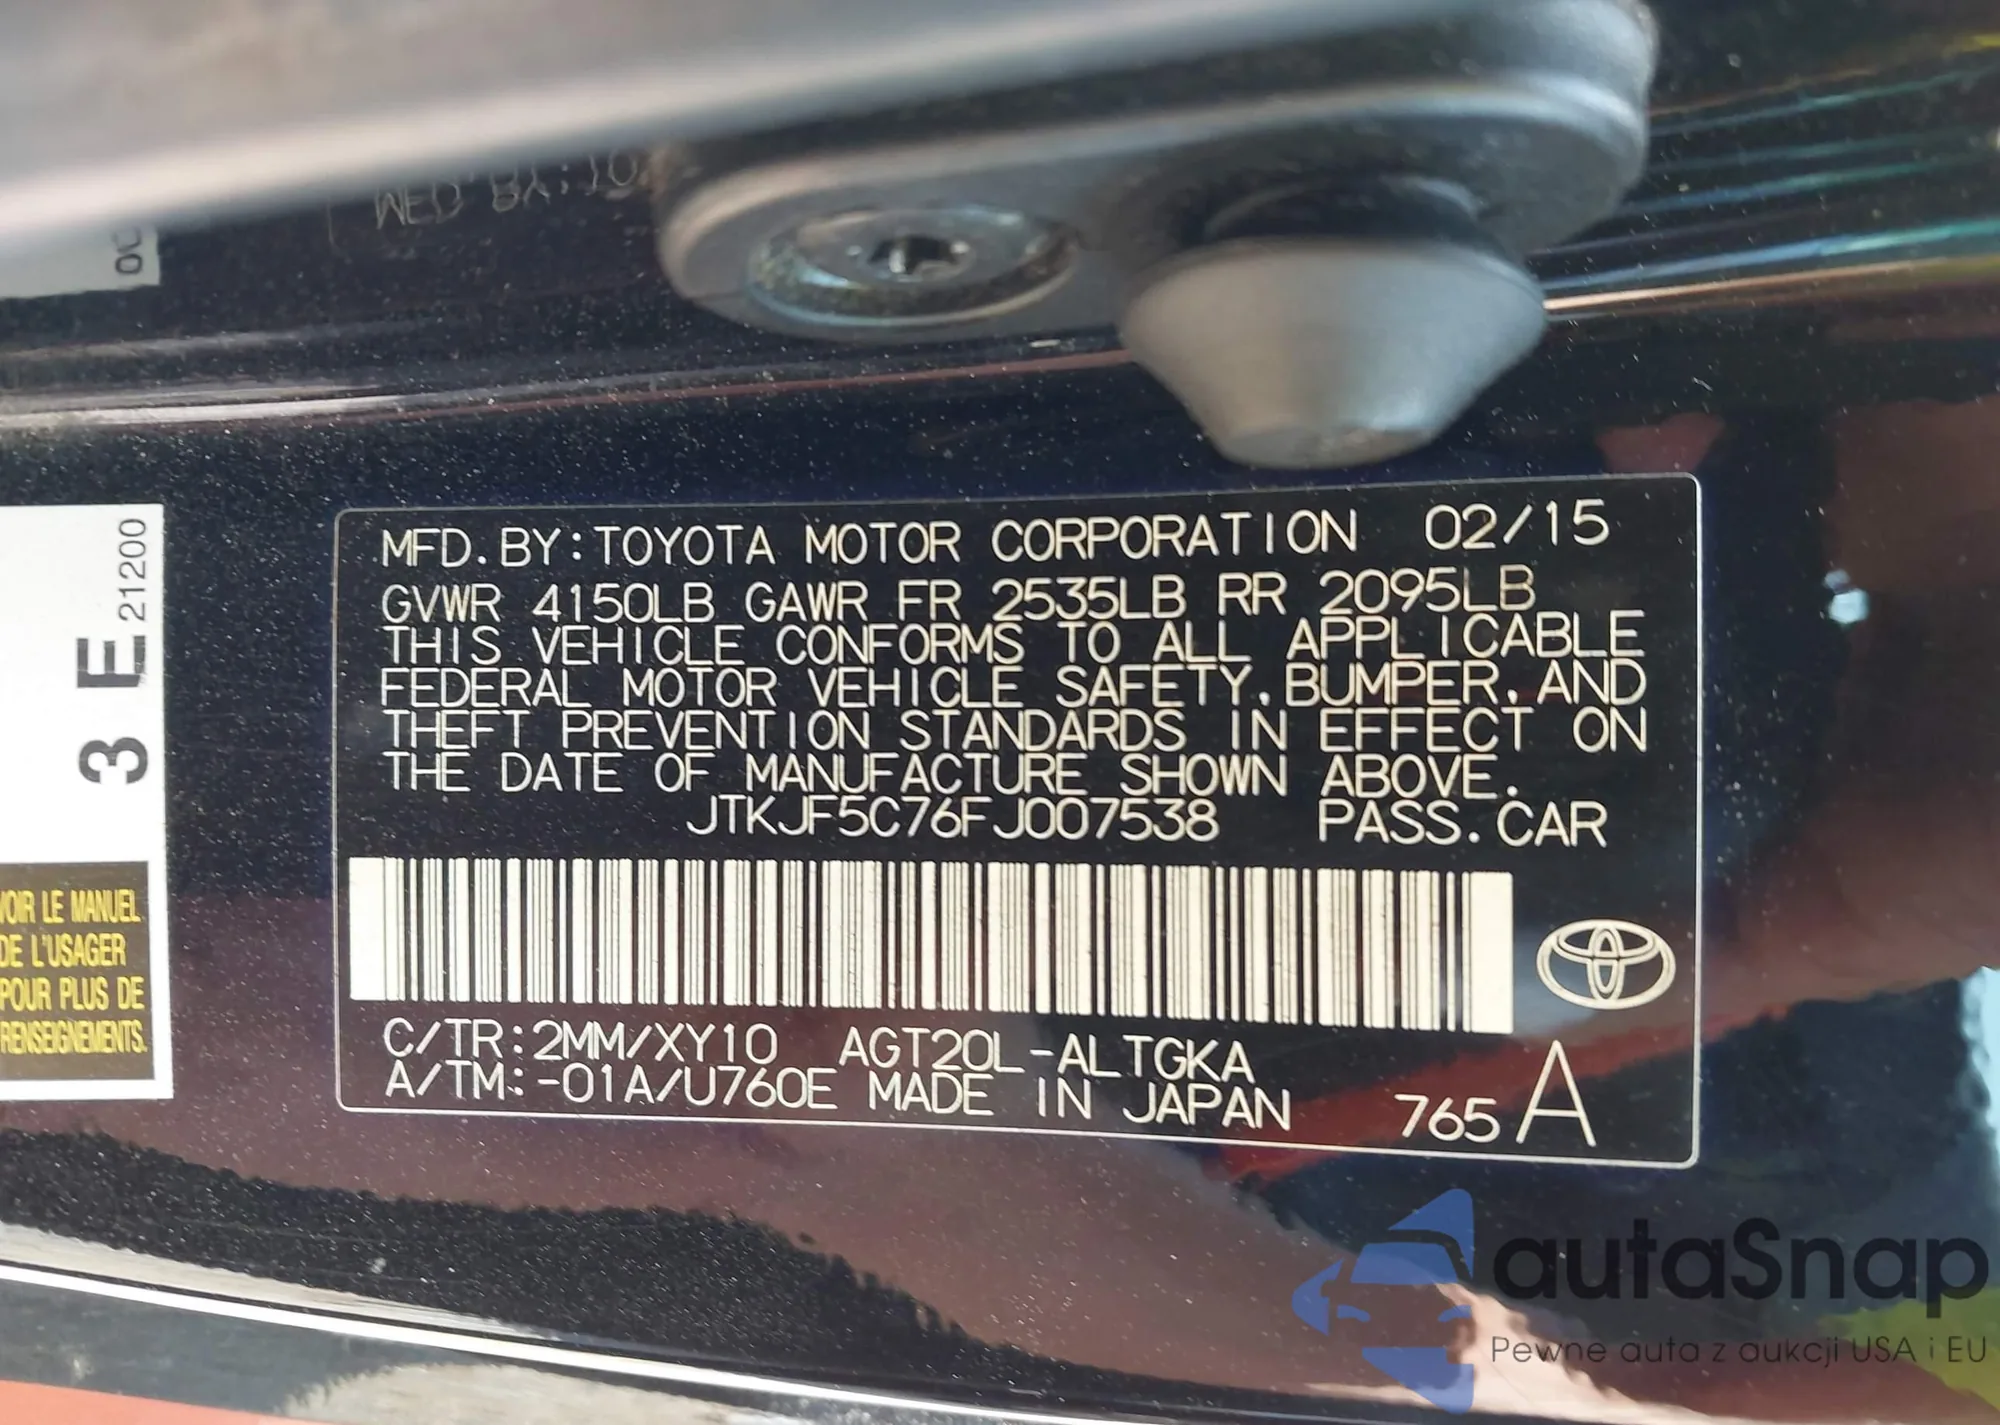 MFD.BY:TOYOTA MOTOR CORPORATION 02/15
GVWR 4150LB GAWR FR 2535LB RR 2095LB
THIS VEHICLE CONFORMS TO ALL APPLICABLE
FEDERAL MOTOR VEHICLE SAFETY,BUMPER,AND
THEFT PREVENTION STANDARDS IN EFFECT ON
THE DATE OF MANUFACTURE SHOWN ABOVE.
JTKJF5C76FJ007538 PASS.CAR
C/TR:2MM/XY10 AGT20L-ALTGKA
A/TM:-01A/U760E MADE IN JAPAN 765 A
3 E 21200
VOIR LE MANUEL
DE L'USAGER
POUR PLUS DE
RENSEIGNEMENTS.
autaSnap
Pewne auta z aukcji USA i EU